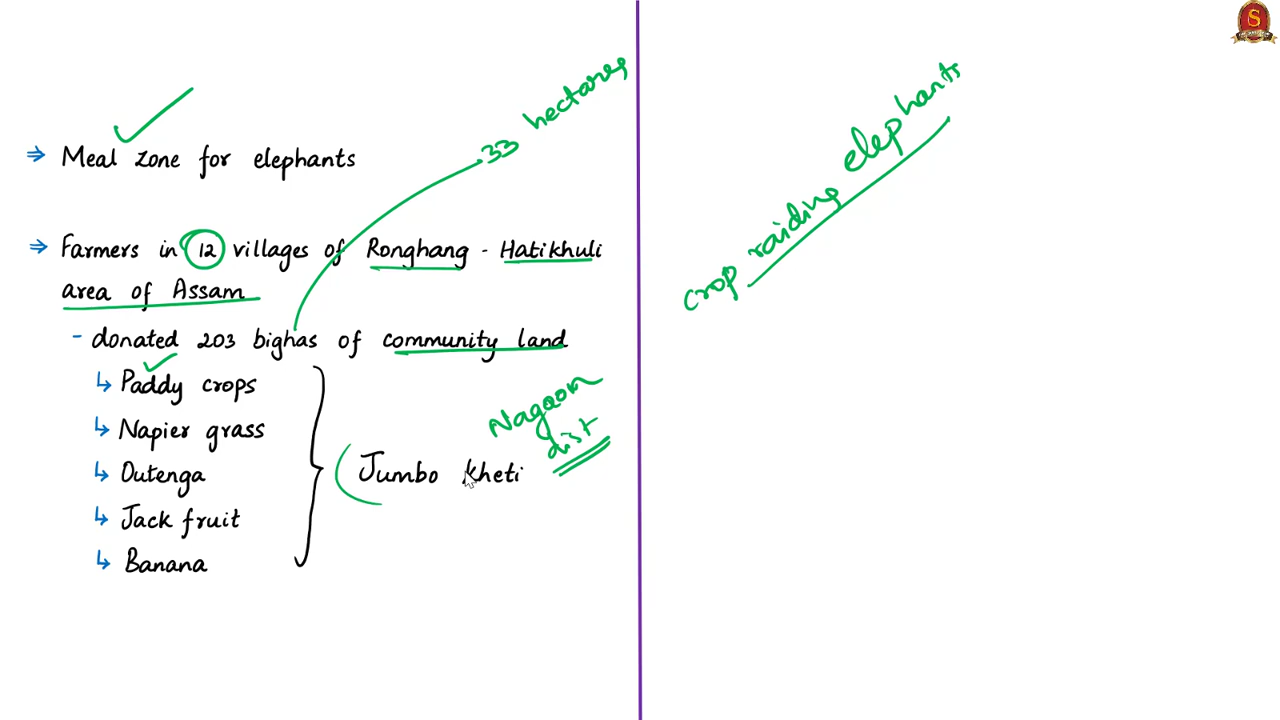 ⇒ Meal zone for elephants
33 hectares
⇒ Farmers in 12 villages of Ronghang - Hatikhuli
area of Assam
- donated 203 bighas of community land
↳ Paddy crops
↳ Napier grass
↳ Outenga
↳ Jack fruit
↳ Banana
Jumbo kheti
Nagaon
dist
crop raiding elephants
S